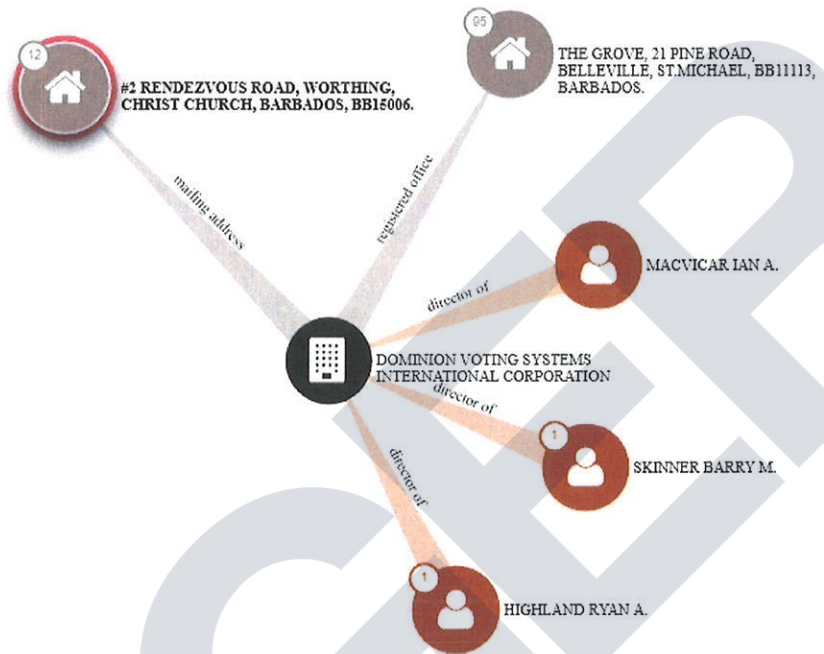 12
#2 RENDEZVOUS ROAD, WORTHING,
CHRIST CHURCH, BARBADOS, BB15006.
95
THE GROVE, 21 PINE ROAD,
BELLEVILLE, ST.MICHAEL, BB11113,
BARBADOS.
mailing address
registered office
director of
MACVICAR IAN A.
DOMINION VOTING SYSTEMS
INTERNATIONAL CORPORATION
director of
1
SKINNER BARRY M.
director of
1
HIGHLAND RYAN A.